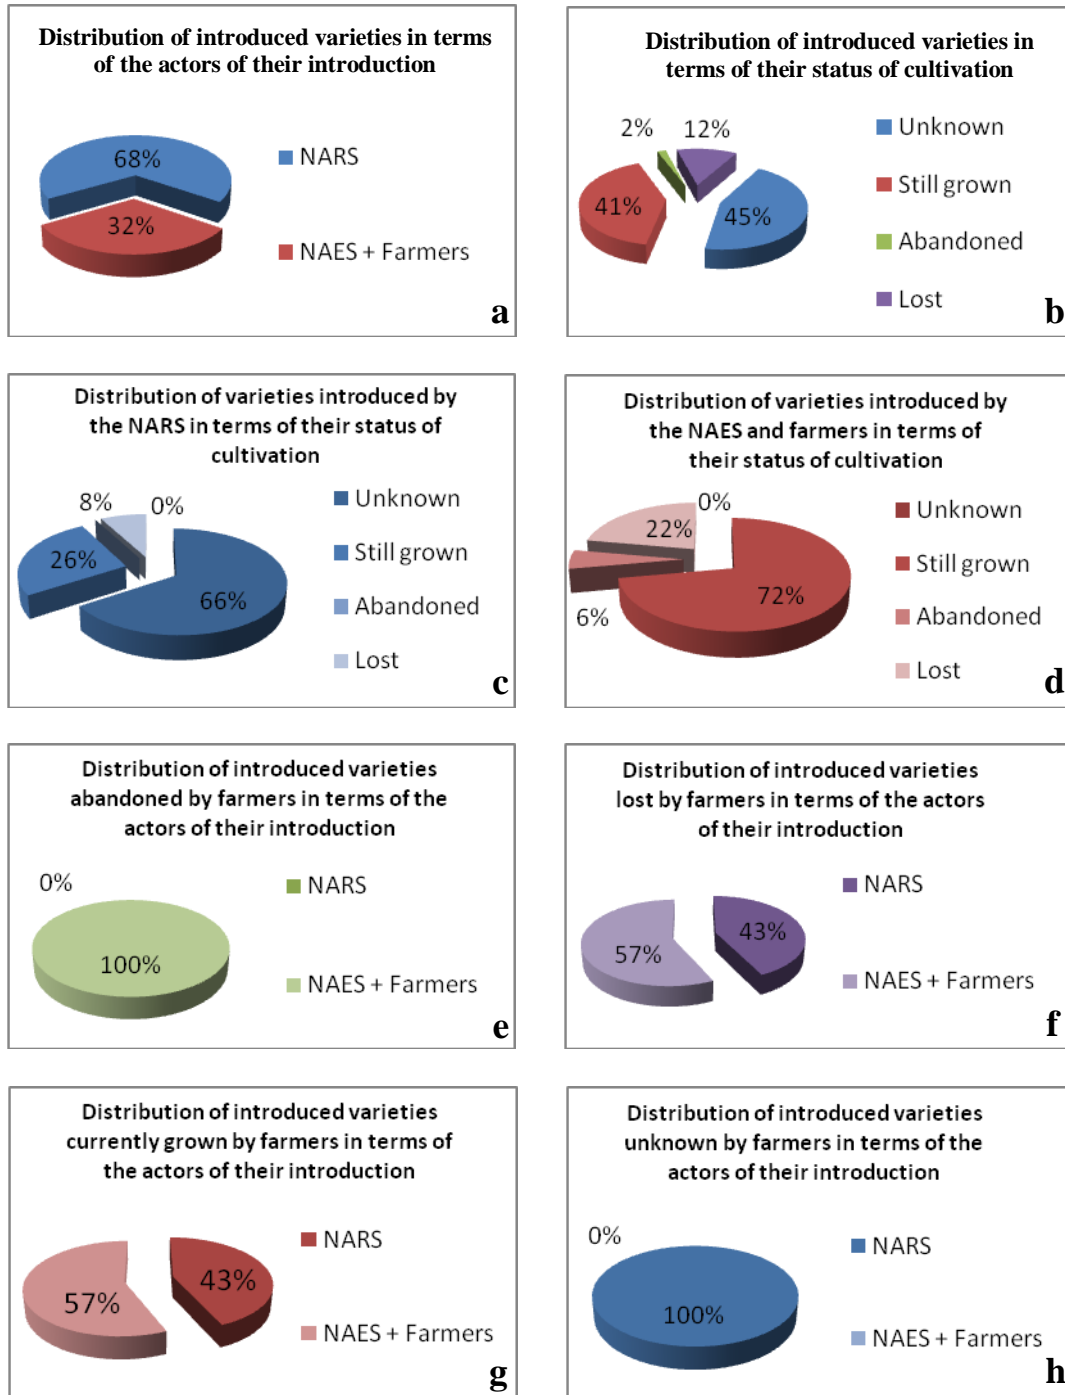 Distribution of introduced varieties in terms
of the actors of their introduction
68%
32%
NARS
NAES + Farmers
a
Distribution of introduced varieties in
terms of their status of cultivation
2%
12%
41%
45%
Unknown
Still grown
Abandoned
Lost
b
Distribution of varieties introduced by
the NARS in terms of their status of
cultivation
8%
0%
26%
66%
Unknown
Still grown
Abandoned
Lost
c
Distribution of varieties introduced by
the NAES and farmers in terms of
their status of cultivation
0%
22%
72%
6%
Unknown
Still grown
Abandoned
Lost
d
Distribution of introduced varieties
abandoned by farmers in terms of the
actors of their introduction
0%
100%
NARS
NAES + Farmers
e
Distribution of introduced varieties
lost by farmers in terms of the actors
of their introduction
57%
43%
NARS
NAES + Farmers
f
Distribution of introduced varieties
currently grown by farmers in terms of
the actors of their introduction
57%
43%
NARS
NAES + Farmers
g
Distribution of introduced varieties
unknown by farmers in terms of the
actors of their introduction
0%
100%
NARS
NAES + Farmers
h